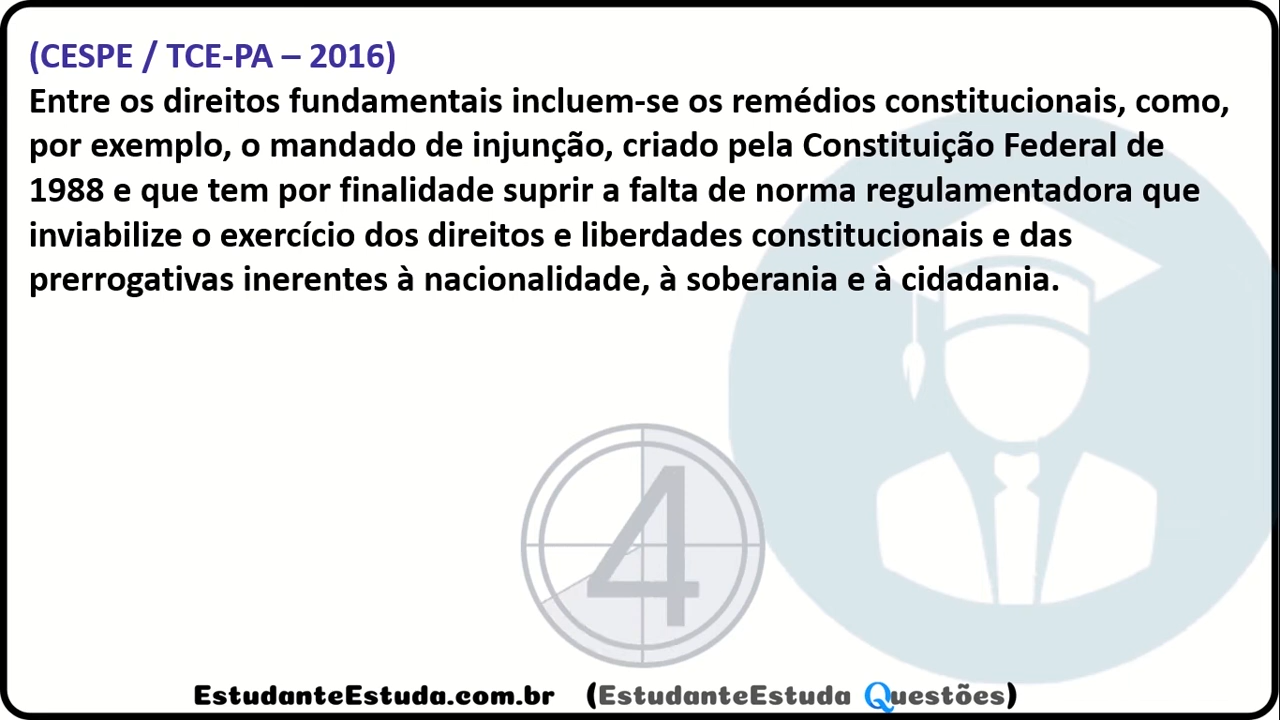 (CESPE / TCE-PA – 2016)
Entre os direitos fundamentais incluem-se os remédios constitucionais, como,
por exemplo, o mandado de injunção, criado pela Constituição Federal de
1988 e que tem por finalidade suprir a falta de norma regulamentadora que
inviabilize o exercício dos direitos e liberdades constitucionais e das
prerrogativas inerentes à nacionalidade, à soberania e à cidadania.
4
EstudanteEstuda.com.br (EstudanteEstuda Questões)